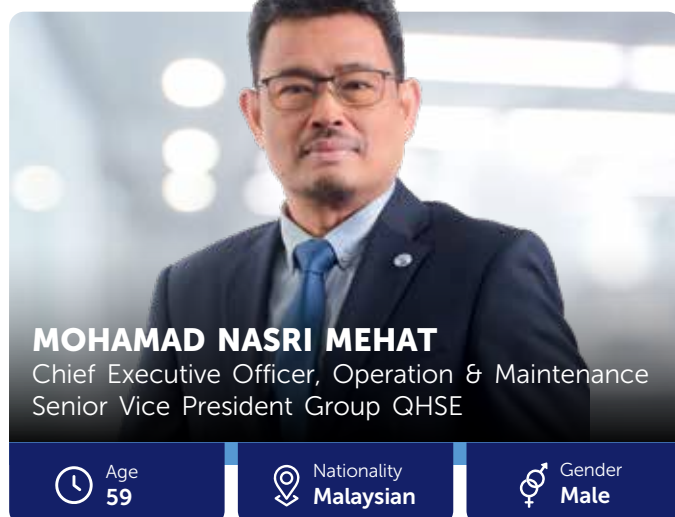 MOHAMAD NASRI MEHAT
Chief Executive Officer, Operation & Maintenance
Senior Vice President Group QHSE
Age
59
Nationality
Malaysian
Gender
Male